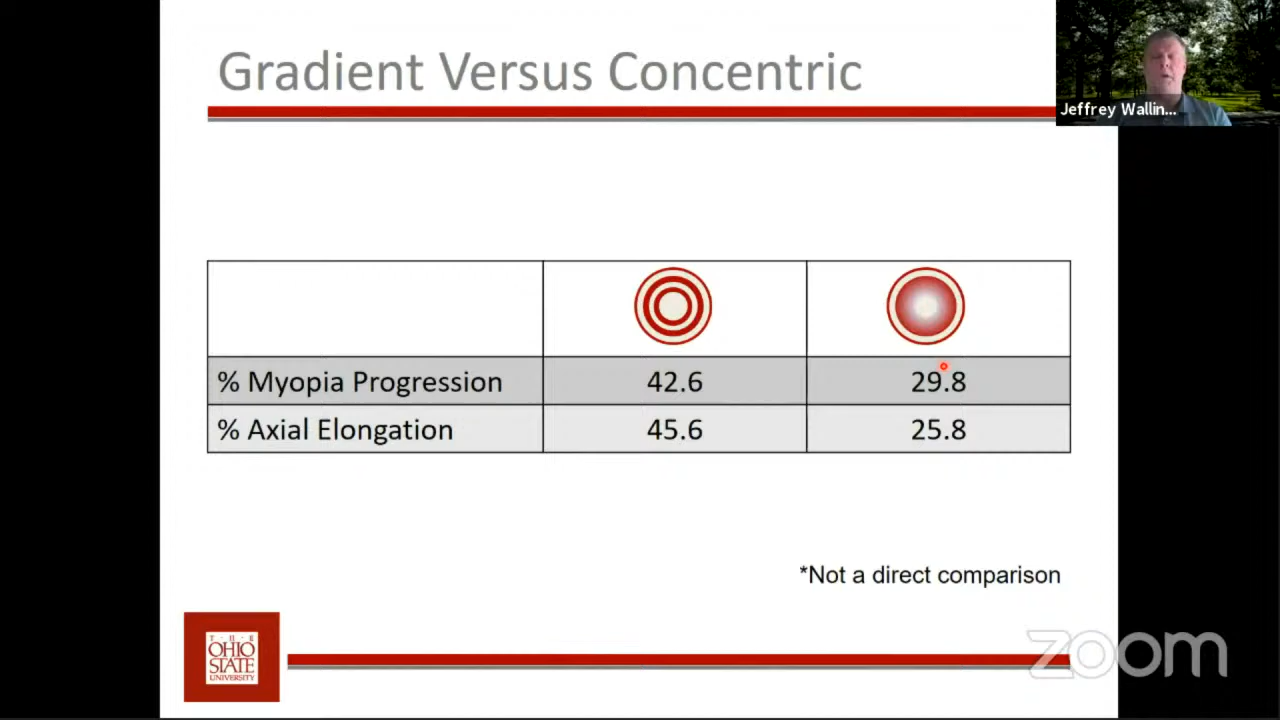 Gradient Versus Concentric
Jeffrey Wallin...
% Myopia Progression 42.6 29.8
% Axial Elongation 45.6 25.8
*Not a direct comparison
T · H · E
OHIO
STATE
UNIVERSITY
zoom